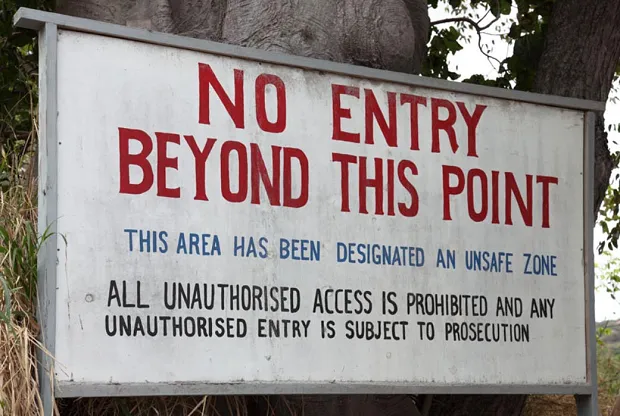 NO ENTRY
BEYOND THIS POINT
THIS AREA HAS BEEN DESIGNATED AN UNSAFE ZONE
ALL UNAUTHORISED ACCESS IS PROHIBITED AND ANY
UNAUTHORISED ENTRY IS SUBJECT TO PROSECUTION